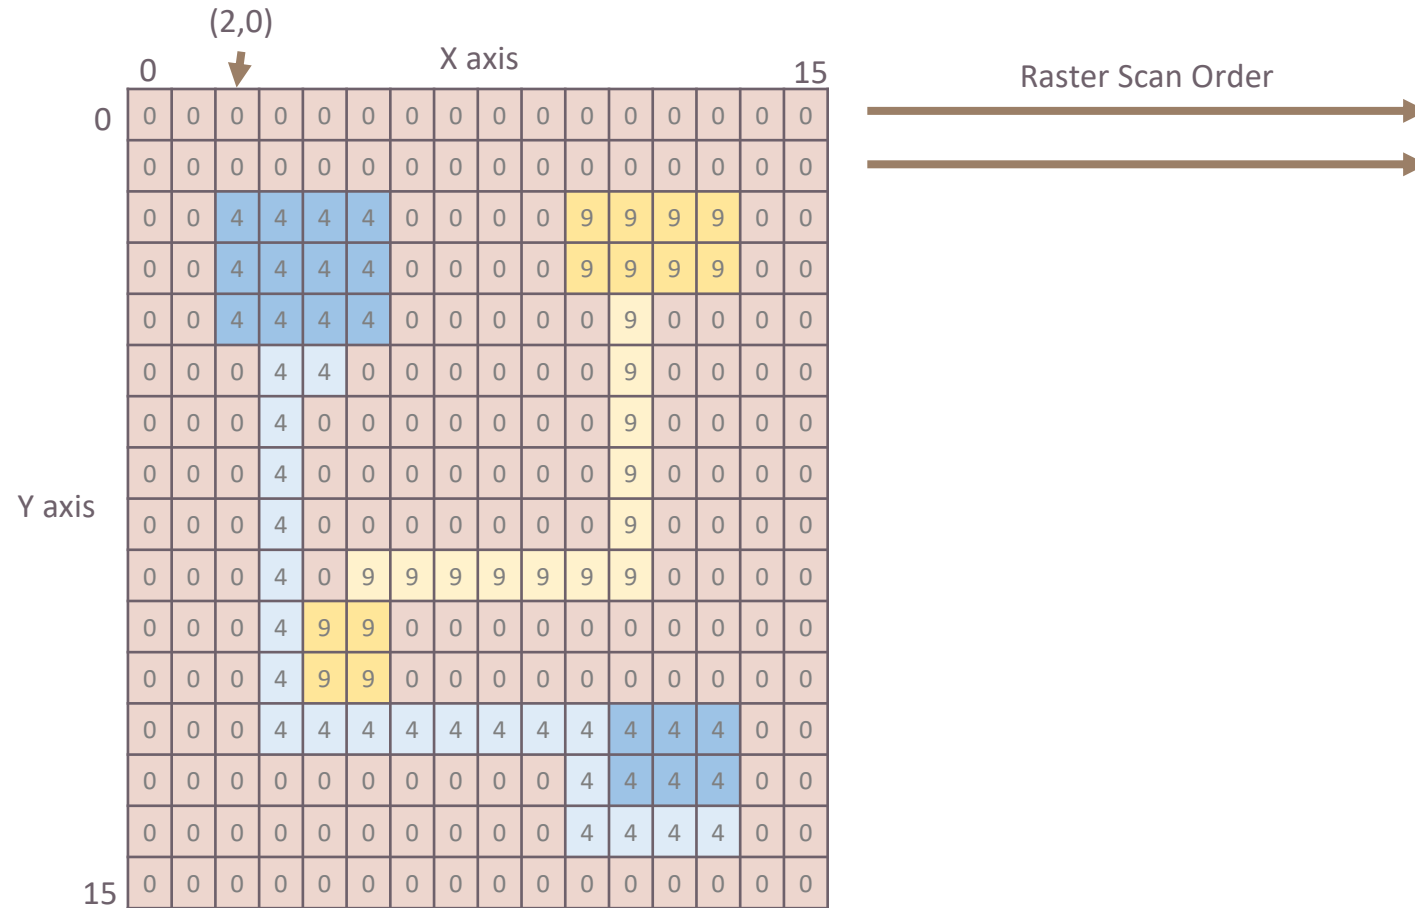 (2,0)
X axis
Raster Scan Order
0 15
0 0 0 0 0 0 0 0 0 0 0 0 0 0 0 0 0
0 0 0 0 0 0 0 0 0 0 0 0 0 0 0 0
0 0 4 4 4 4 0 0 0 0 9 9 9 9 0 0
0 0 4 4 4 4 0 0 0 0 9 9 9 9 0 0
0 0 4 4 4 4 0 0 0 0 0 9 0 0 0 0
0 0 0 4 4 0 0 0 0 0 0 9 0 0 0 0
0 0 0 4 0 0 0 0 0 0 0 9 0 0 0 0
0 0 0 4 0 0 0 0 0 0 0 9 0 0 0 0
Y axis
0 0 0 4 0 0 0 0 0 0 0 9 0 0 0 0
0 0 0 4 0 9 9 9 9 9 9 9 0 0 0 0
0 0 0 4 9 9 0 0 0 0 0 0 0 0 0 0
0 0 0 4 9 9 0 0 0 0 0 0 0 0 0 0
0 0 0 4 4 4 4 4 4 4 4 4 4 4 0 0
0 0 0 0 0 0 0 0 0 0 4 4 4 4 0 0
0 0 0 0 0 0 0 0 0 0 4 4 4 4 0 0
15 0 0 0 0 0 0 0 0 0 0 0 0 0 0 0 0